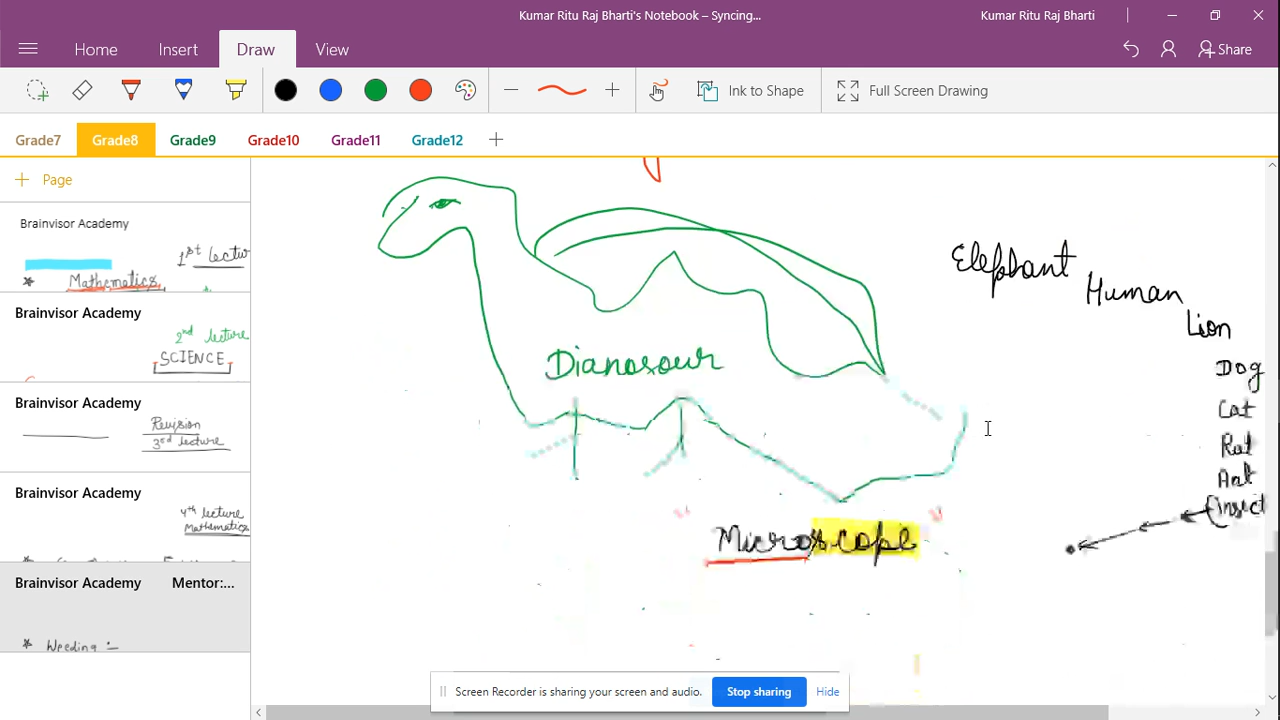 Kumar Ritu Raj Bharti's Notebook – Syncing...
Kumar Ritu Raj Bharti
Home Insert Draw View
Share
Ink to Shape
Full Screen Drawing
Grade7 Grade8 Grade9 Grade10 Grade11 Grade12
Page
Brainvisor Academy
1st lectur
* Mathematics
Brainvisor Academy
2nd lecture
SCIENCE
Brainvisor Academy
Revision
3rd lecture
Brainvisor Academy
4th lecture
Mathematics
Brainvisor Academy Mentor:...
* Weeding :-
Elephant
Human
Lion
Dianosour
Dog
Cat
Rat
Ant
(Insect
Microscope
Screen Recorder is sharing your screen and audio. Stop sharing Hide